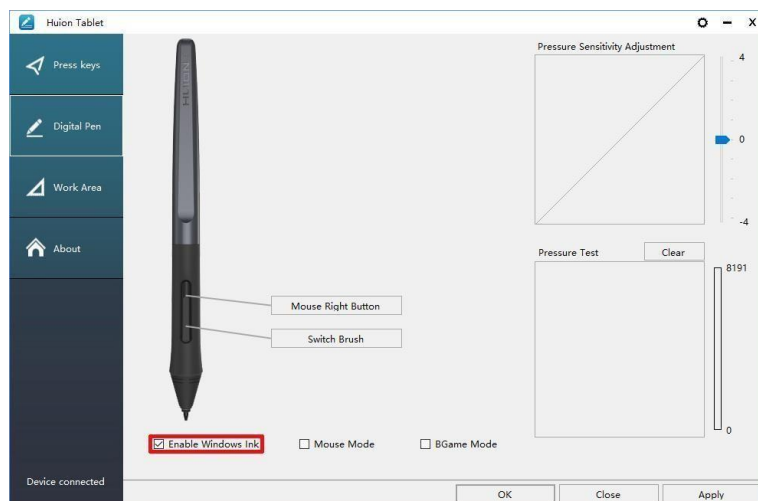 Huion Tablet
X
Press keys
Digital Pen
Work Area
About
Device connected
HUION
Mouse Right Button
Switch Brush
Enable Windows Ink
Mouse Mode
BGame Mode
Pressure Sensitivity Adjustment
4
0
-4
Pressure Test
Clear
8191
0
OK
Close
Apply